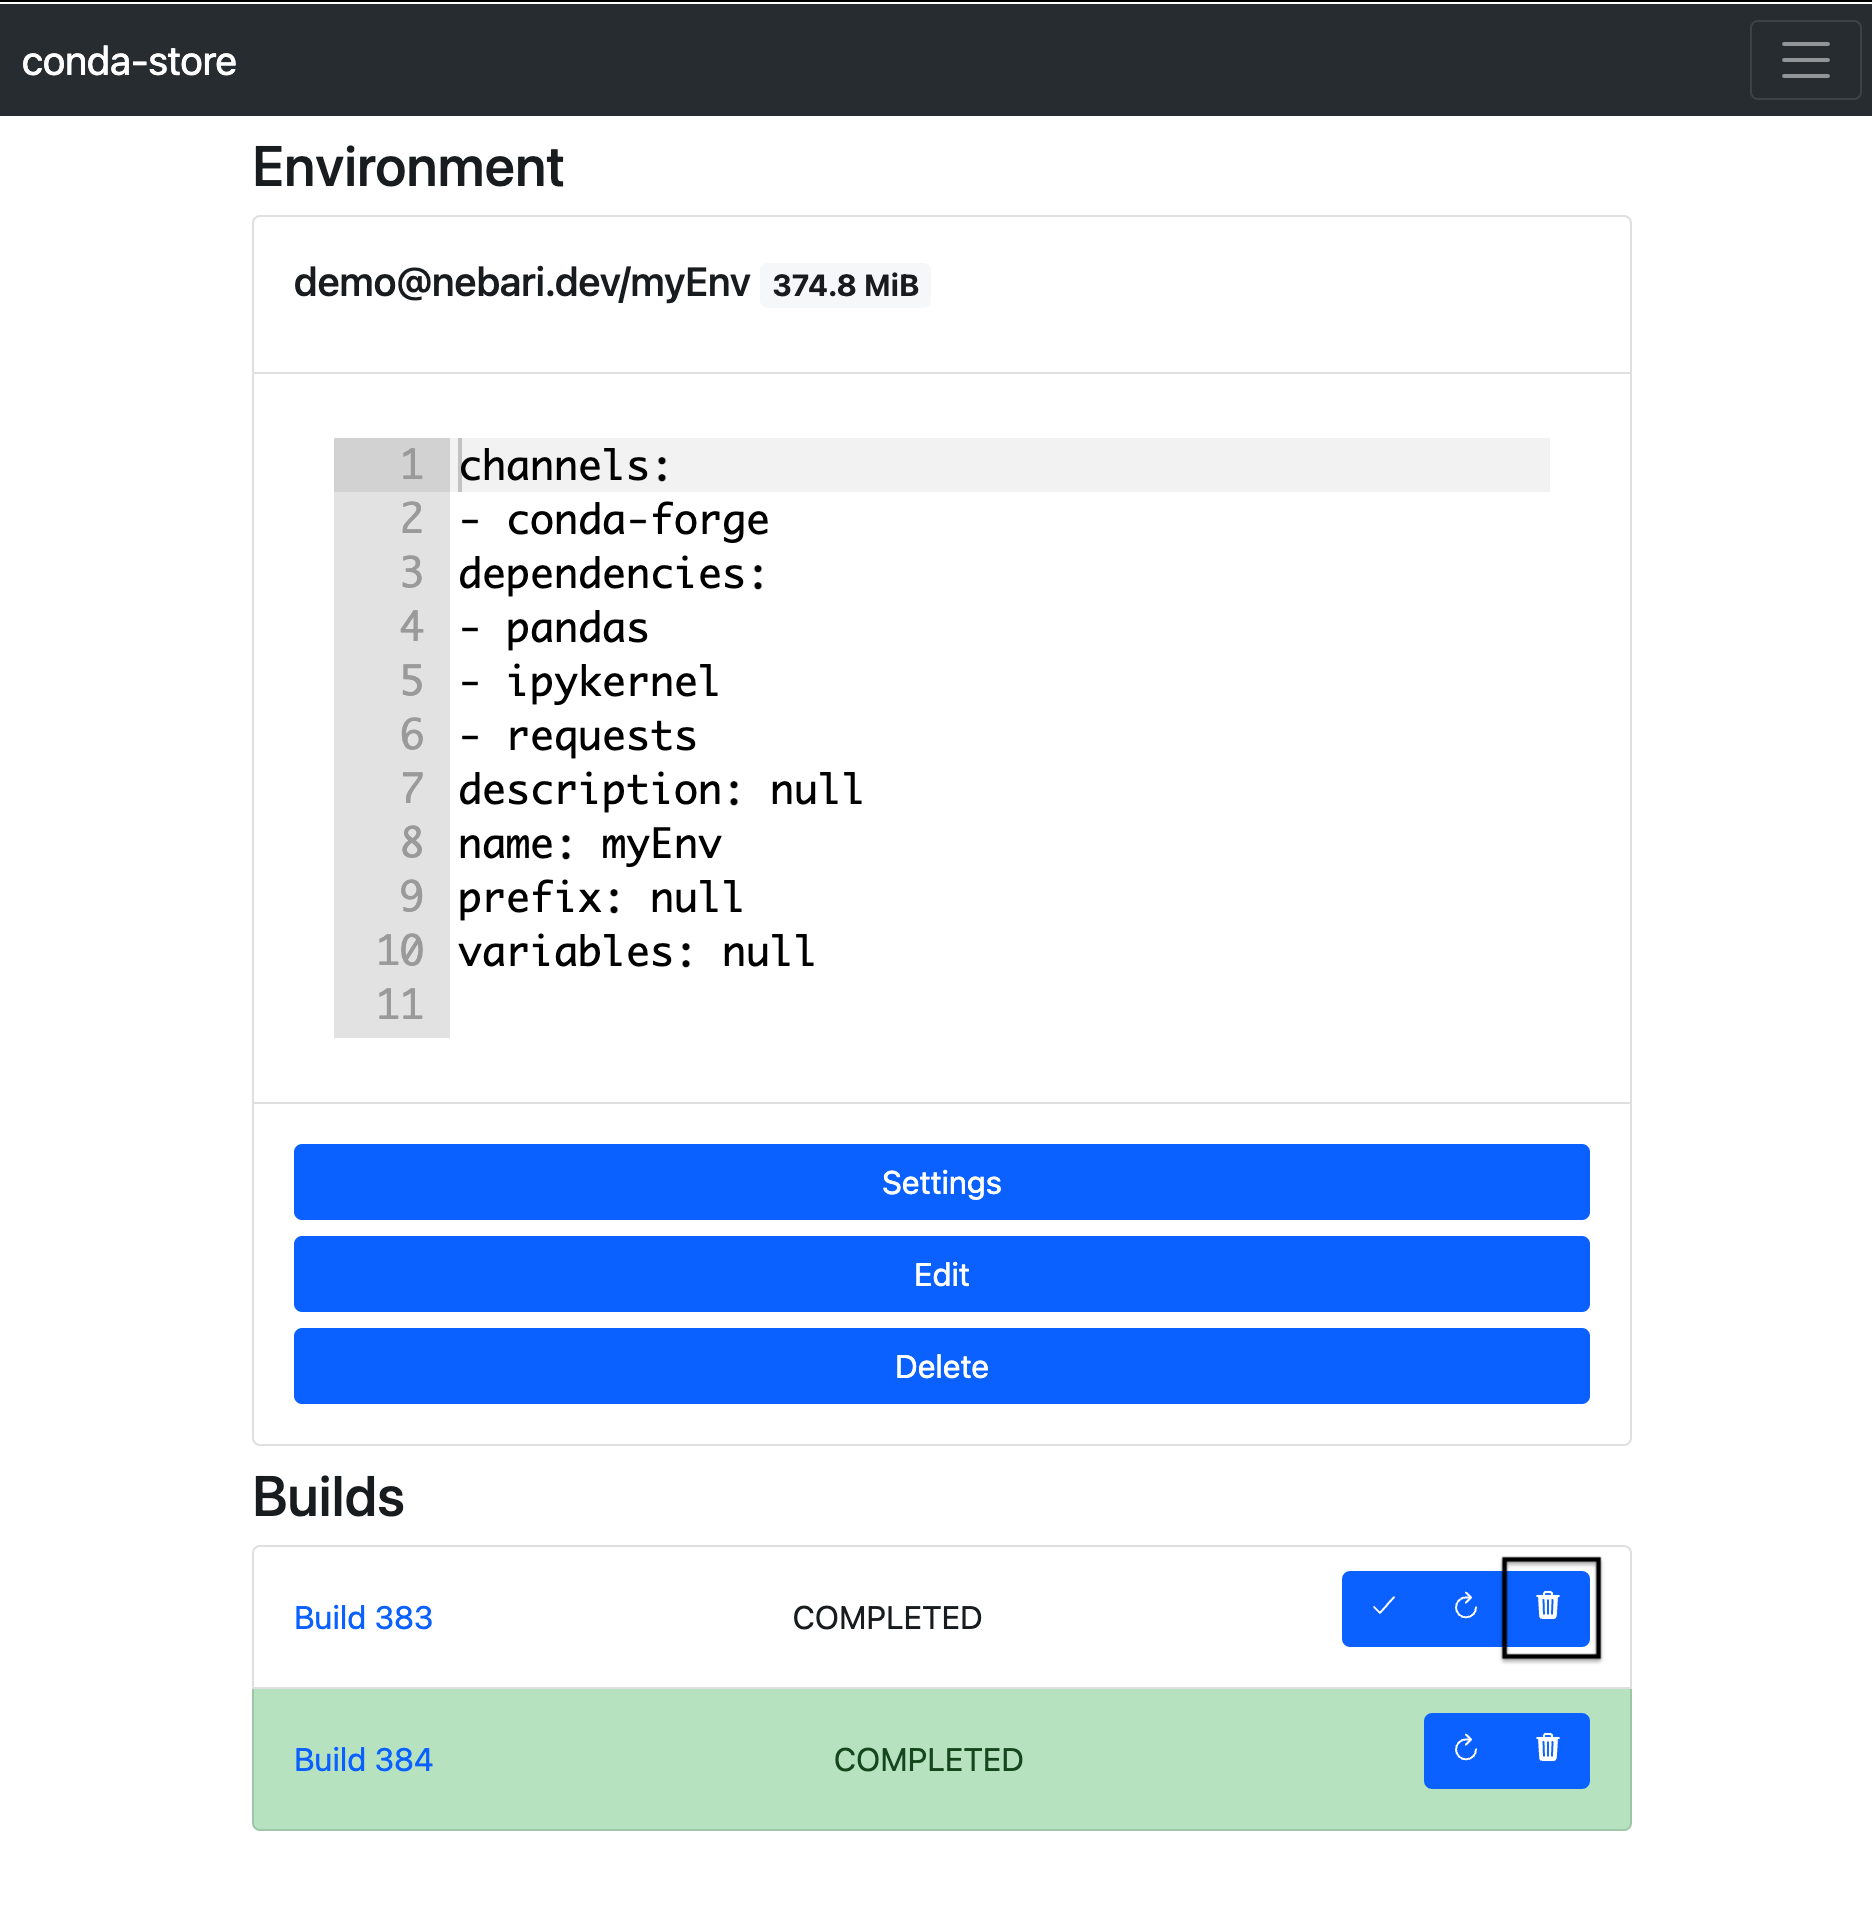 conda-store
Environment
demo@nebari.dev/myEnv 374.8 MiB
1 channels:
2 - conda-forge
3 dependencies:
4 - pandas
5 - ipykernel
6 - requests
7 description: null
8 name: myEnv
9 prefix: null
10 variables: null
11
Settings
Edit
Delete
Builds
Build 383 COMPLETED
Build 384 COMPLETED